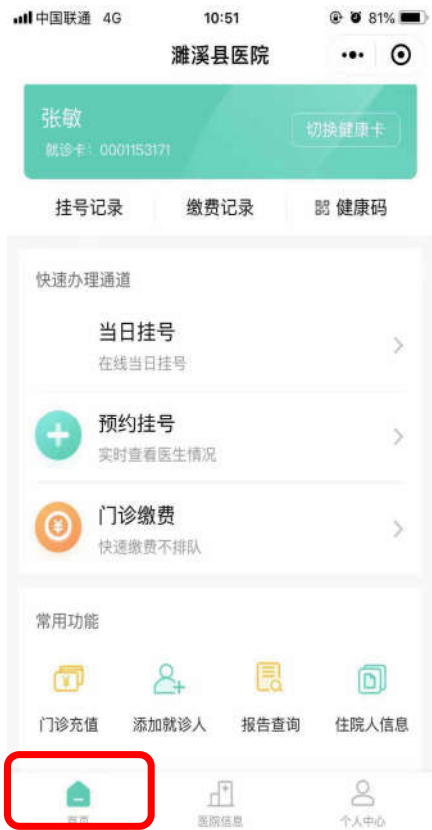 中国联通 4G 10:51 81%
濉溪县医院
张敏
切换健康卡
就诊卡：0001153171
挂号记录 缴费记录 健康码
快速办理通道
当日挂号
在线当日挂号
预约挂号
实时查看医生情况
门诊缴费
快速缴费不排队
常用功能
门诊充值 添加就诊人 报告查询 住院人信息
首页 医院信息 个人中心